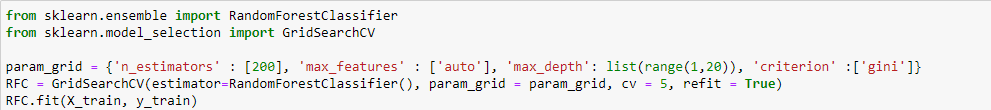 from sklearn.ensemble import RandomForestClassifier
from sklearn.model_selection import GridSearchCV
param_grid = {'n_estimators' : [200], 'max_features' : ['auto'], 'max_depth': list(range(1,20)), 'criterion' :['gini']}
RFC = GridSearchCV(estimator=RandomForestClassifier(), param_grid = param_grid, cv = 5, refit = True)
RFC.fit(X_train, y_train)